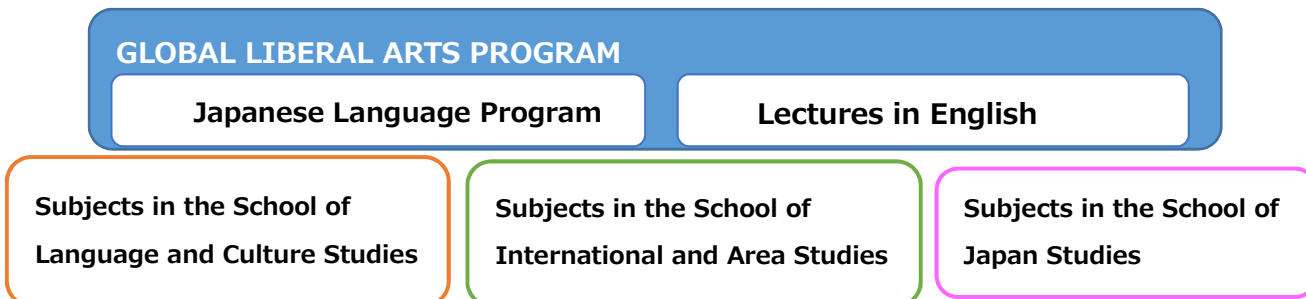 GLOBAL LIBERAL ARTS PROGRAM
Japanese Language Program
Lectures in English
Subjects in the School of
Language and Culture Studies
Subjects in the School of
International and Area Studies
Subjects in the School of
Japan Studies